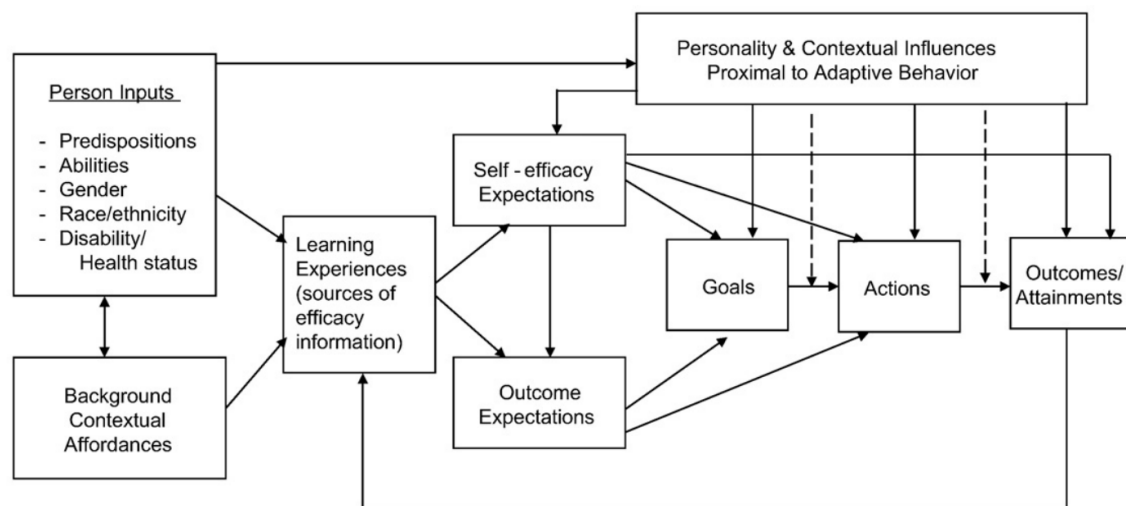 Person Inputs
- Predispositions
- Abilities
- Gender
- Race/ethnicity
- Disability/
Health status
Background
Contextual
Affordances
Learning
Experiences
(sources of
efficacy
information)
Self - efficacy
Expectations
Outcome
Expectations
Personality & Contextual Influences
Proximal to Adaptive Behavior
Goals
Actions
Outcomes/
Attainments